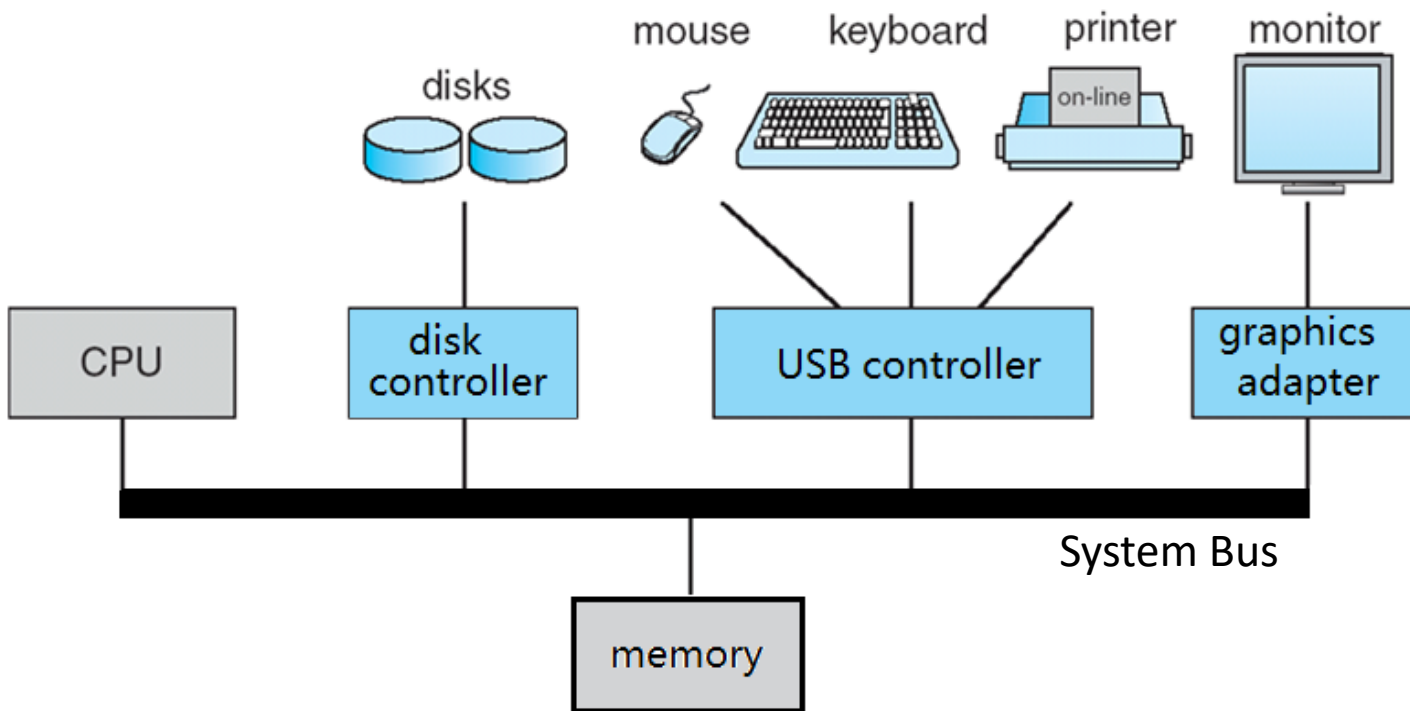 mouse
keyboard
printer
monitor
disks
on-line
CPU
disk
controller
USB controller
graphics
adapter
System Bus
memory